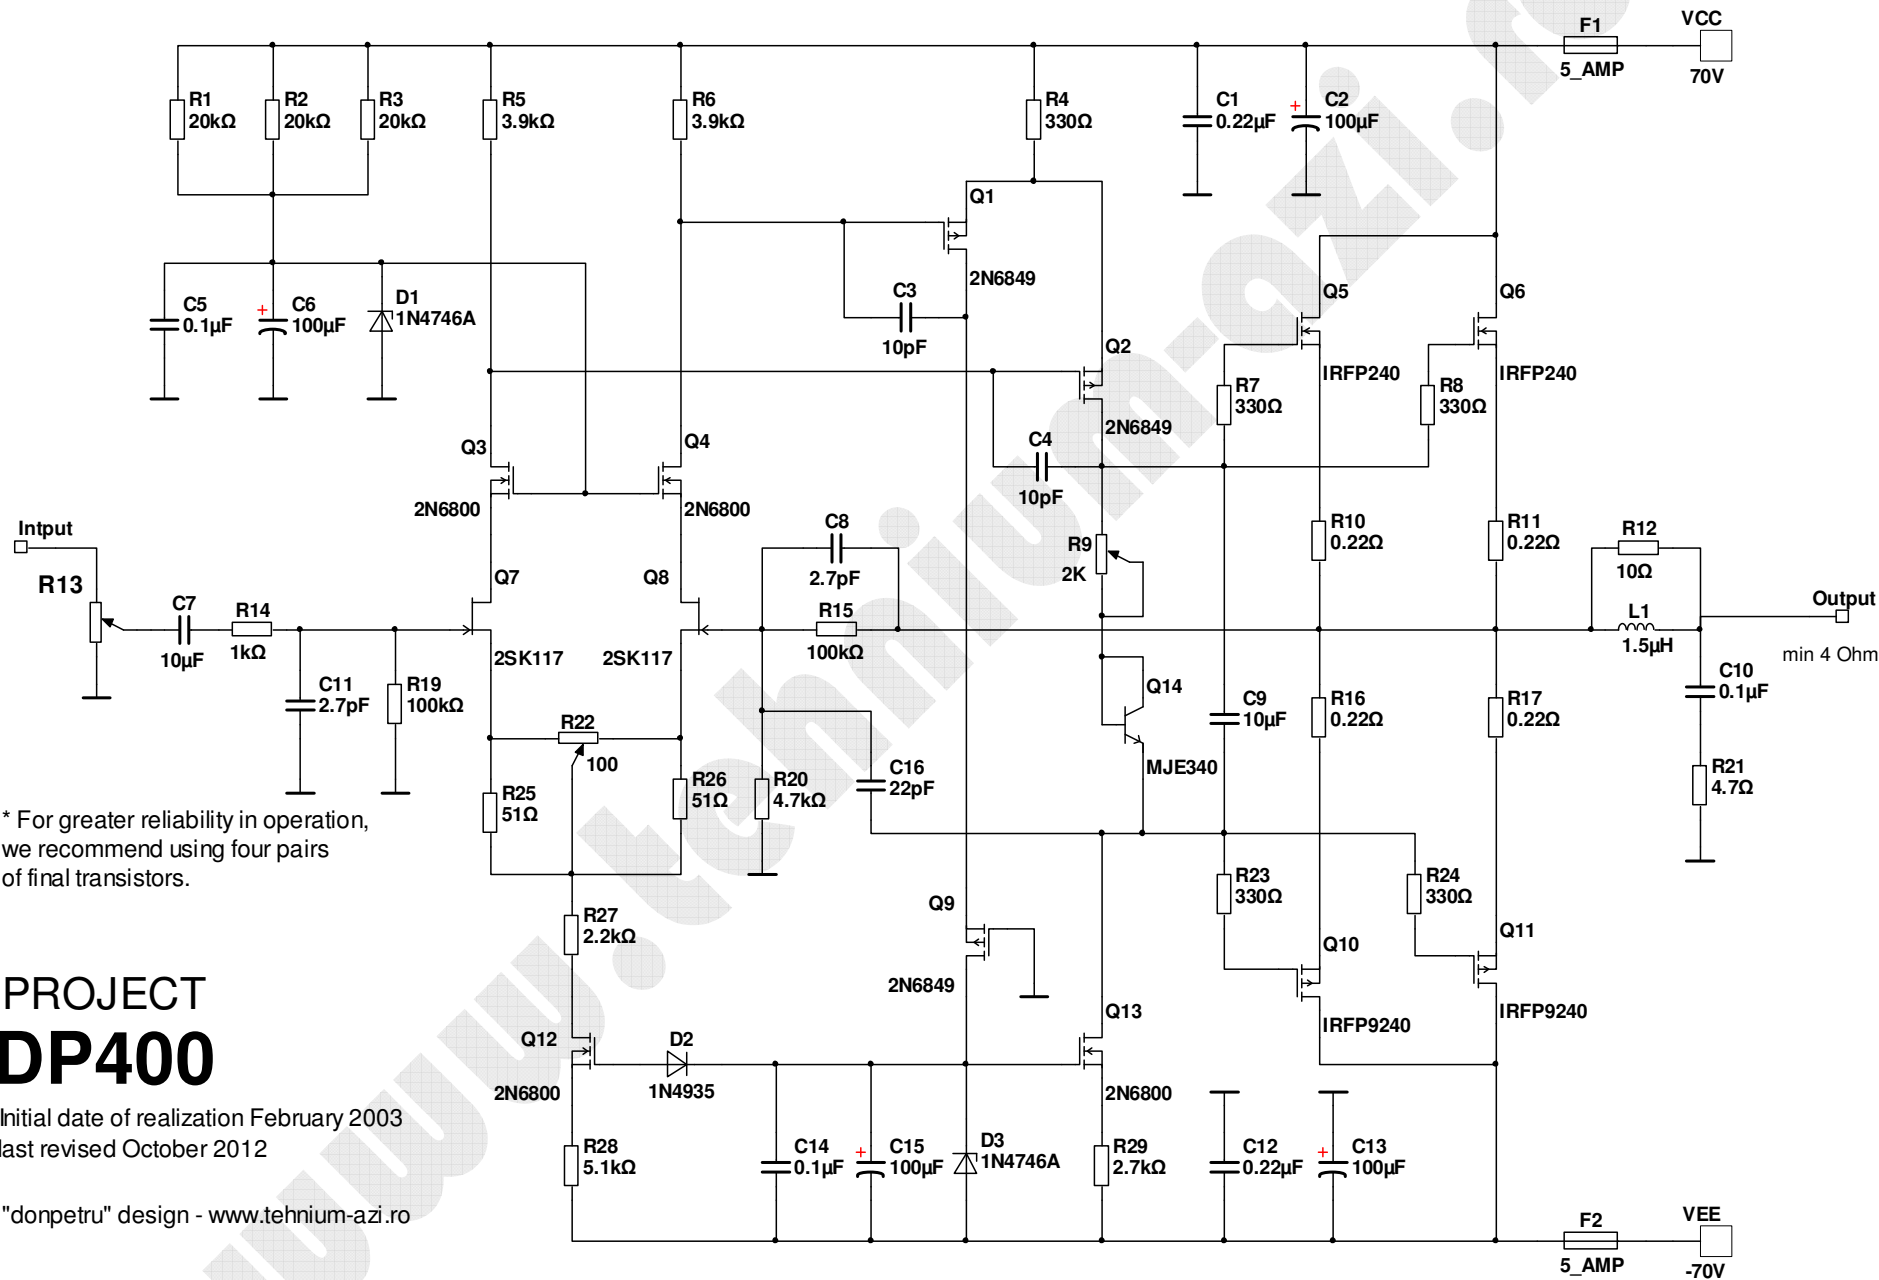 F1
VCC
5_AMP
70V
R1
20kΩ
R2
20kΩ
R3
20kΩ
R5
3.9kΩ
R6
3.9kΩ
R4
330Ω
C1
0.22µF
+
C2
100µF
Q1
2N6849
C5
0.1µF
+
C6
100µF
D1
1N4746A
C3
10pF
Q5
IRFP240
Q6
IRFP240
Q2
2N6849
R7
330Ω
R8
330Ω
Q3
2N6800
Q4
2N6800
C4
10pF
Intput
R13
C7
10µF
R14
1kΩ
Q7
2SK117
Q8
2SK117
C8
2.7pF
R15
100kΩ
R9
2K
R10
0.22Ω
R11
0.22Ω
R12
10Ω
L1
1.5µH
Output
min 4 Ohm
C11
2.7pF
R19
100kΩ
R22
100
Q14
MJE340
C9
10µF
R16
0.22Ω
R17
0.22Ω
C10
0.1µF
R21
4.7Ω
R25
51Ω
R26
51Ω
R20
4.7kΩ
C16
22pF
* For greater reliability in operation,
we recommend using four pairs
of final transistors.
R27
2.2kΩ
Q9
2N6849
R23
330Ω
R24
330Ω
Q10
IRFP9240
Q11
IRFP9240
PROJECT
DP400
Initial date of realization February 2003
last revised October 2012
"donpetru" design - www.tehnium-azi.ro
Q12
2N6800
D2
1N4935
Q13
2N6800
R28
5.1kΩ
C14
0.1µF
+
C15
100µF
D3
1N4746A
R29
2.7kΩ
C12
0.22µF
+
C13
100µF
F2
5_AMP
VEE
-70V
www.tehnium-azi.ro